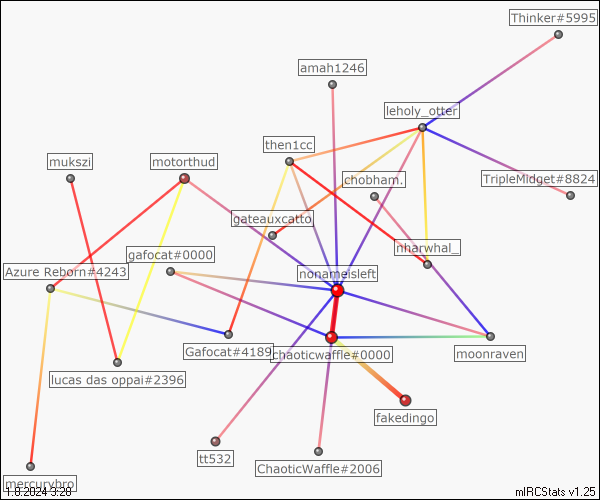 Thinker#5995
amah1246
leholy_otter
then1cc
mukszi
motorthud
chobham.
TripleMidget#8824
gateauxcatto
nharwhal_
gafocat#0000
Azure Reborn#4243
nonameisleft
Gafocat#4189
chaoticwaffle#0000
moonraven
lucas das oppai#2396
fakedingo
tt532
ChaoticWaffle#2006
mercurybro
1.8.2024 3:20
mIRCStats v1.25